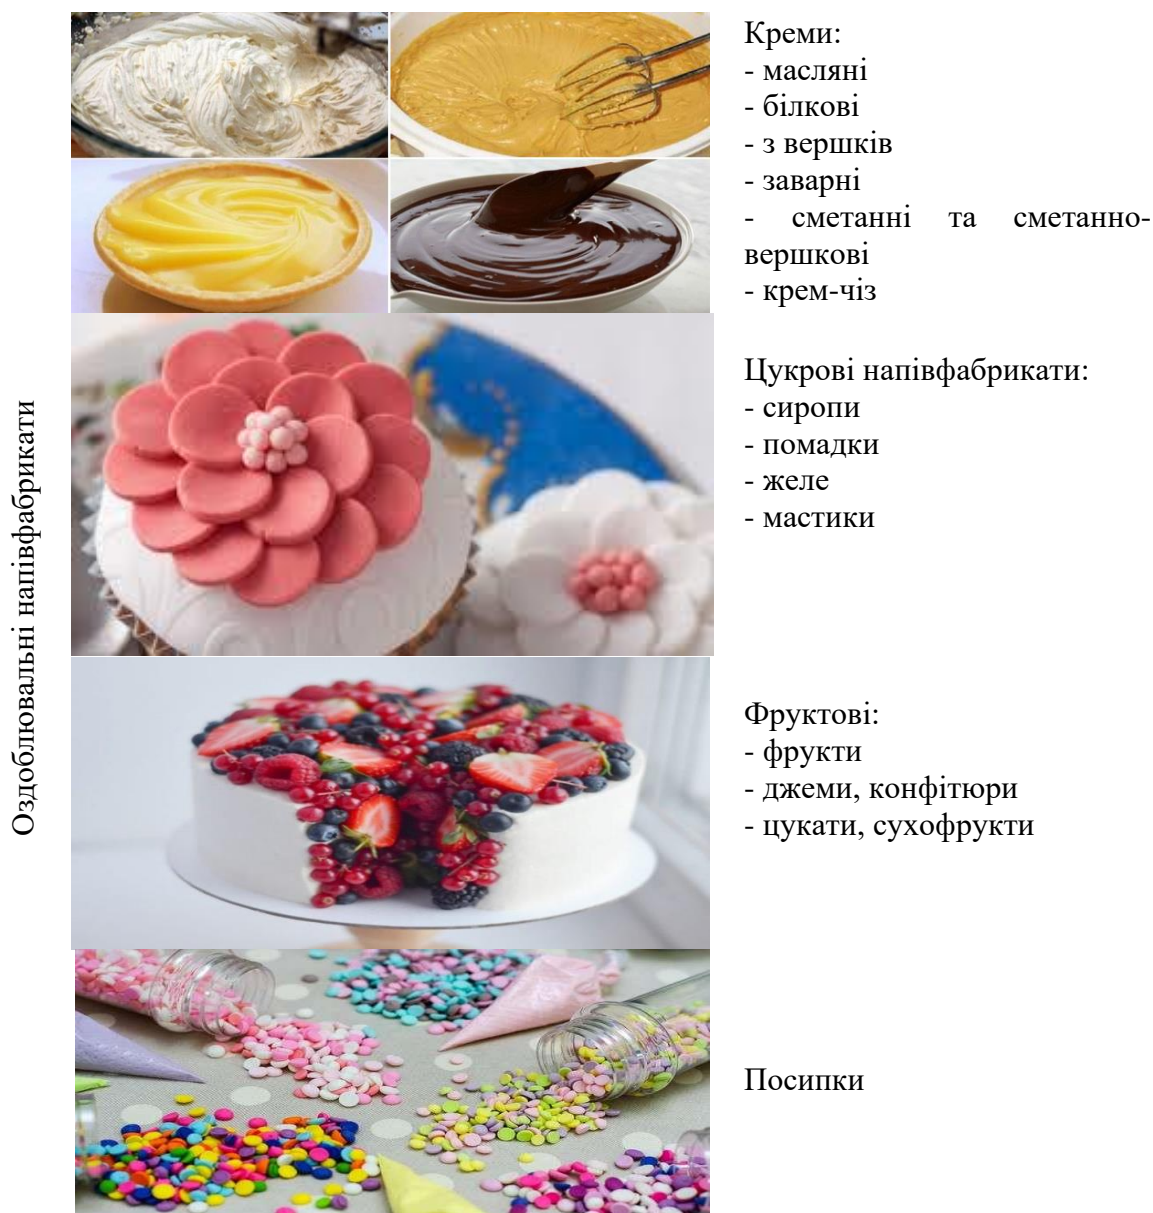 Оздоблювальні напівфабрикати
Креми:
- масляні
- білкові
- з вершків
- заварні
- сметанні та сметанно-
вершкові
- крем-чіз
Цукрові напівфабрикати:
- сиропи
- помадки
- желе
- мастики
Фруктові:
- фрукти
- джеми, конфітюри
- цукати, сухофрукти
Посипки